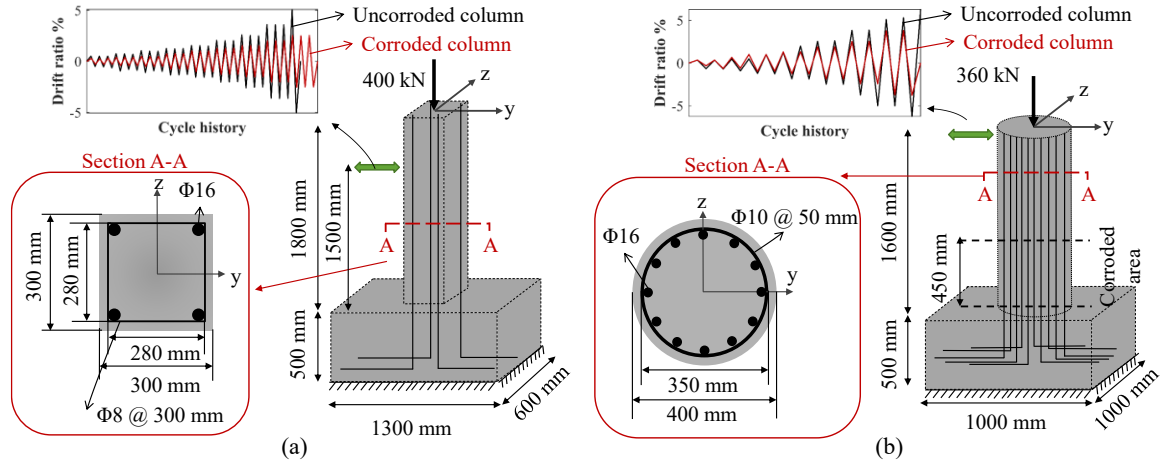 Drift ratio %
5
0
-5
Cycle history
Uncorroded column
Corroded column
400 kN
z
y
Section A-A
z
Φ16
y
300 mm
280 mm
280 mm
300 mm
Φ8 @ 300 mm
1800 mm
1500 mm
A
A
500 mm
1300 mm
600 mm
(a)
Drift ratio %
5
0
-5
Cycle history
Uncorroded column
Corroded column
360 kN
z
y
Section A-A
z
Φ10 @ 50 mm
Φ16
y
350 mm
400 mm
A
A
1600 mm
450 mm
Corroded
area
500 mm
1000 mm
1000 mm
(b)